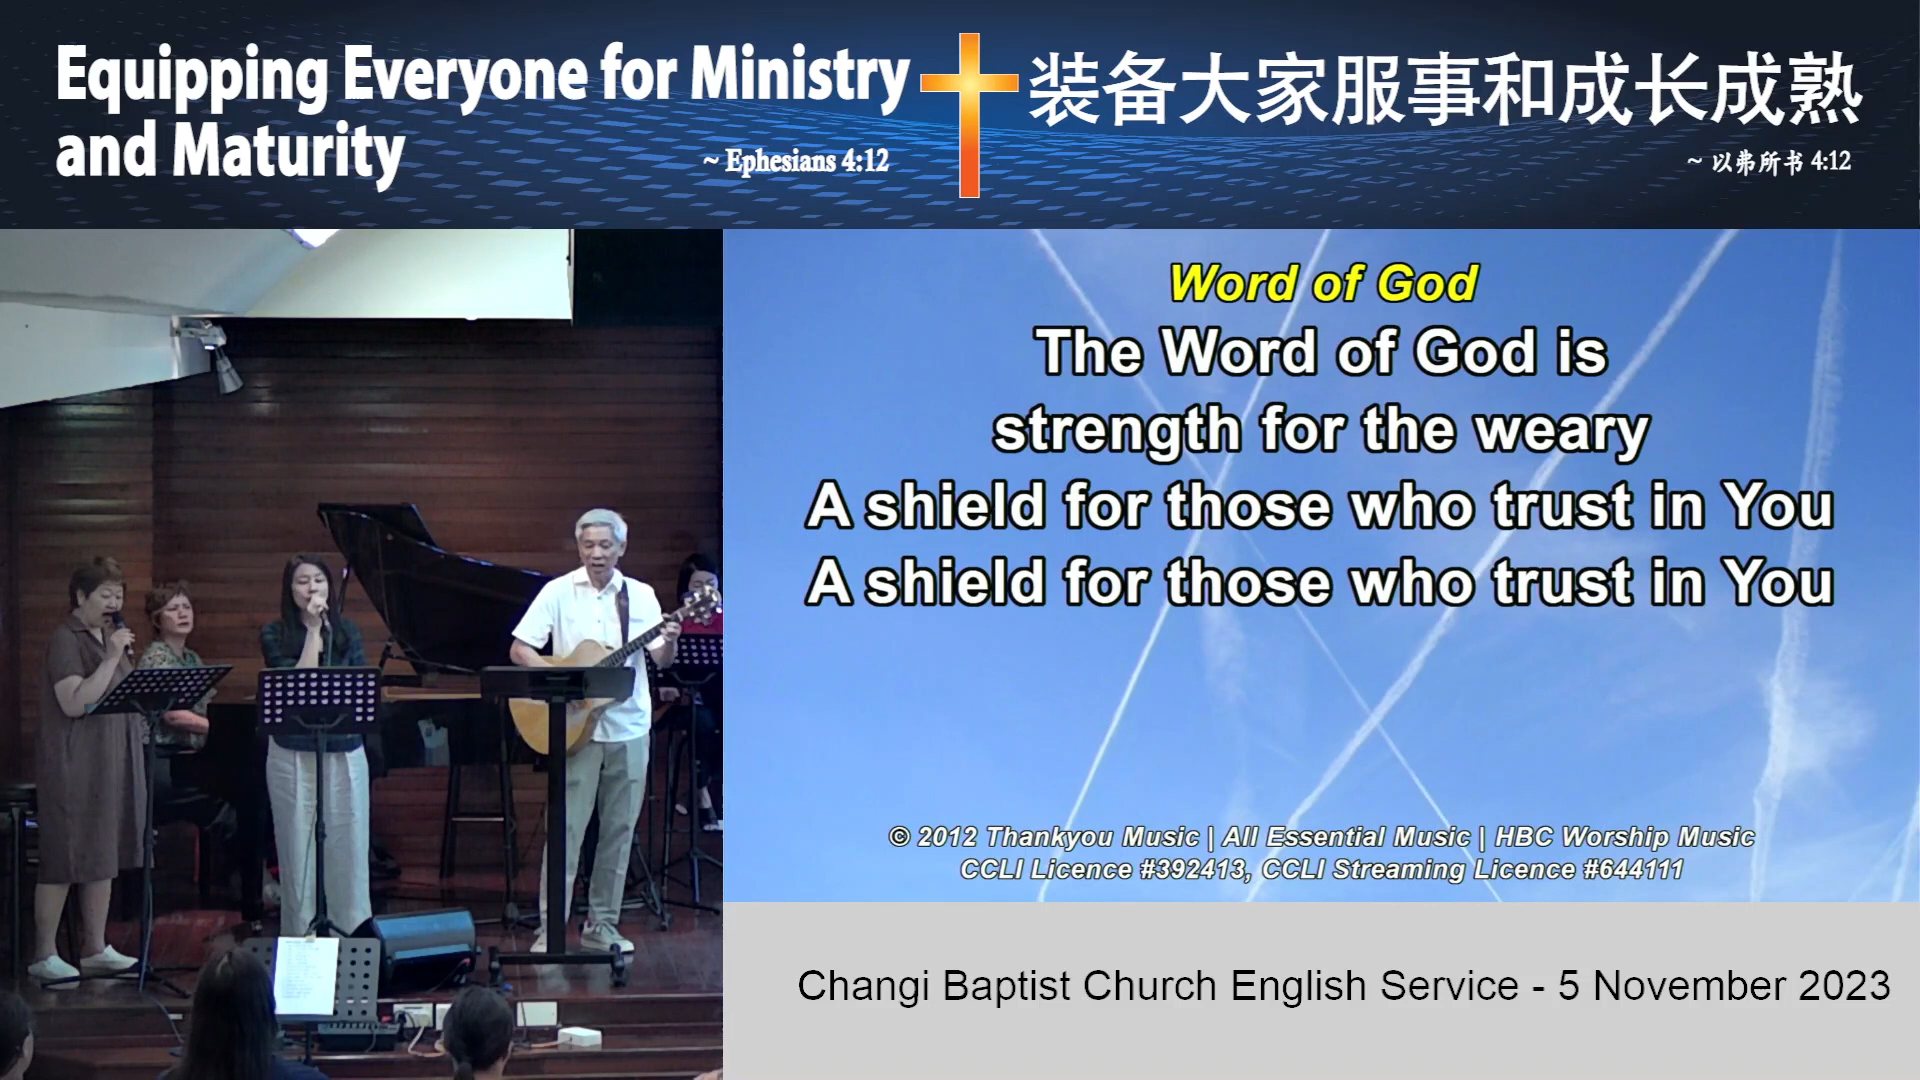 Equipping Everyone for Ministry
and Maturity
~ Ephesians 4:12
装备大家服事和成长成熟
~ 以弗所书 4:12
Word of God
The Word of God is
strength for the weary
A shield for those who trust in You
A shield for those who trust in You
© 2012 Thankyou Music | All Essential Music | HBC Worship Music
CCLI Licence #392413, CCLI Streaming Licence #644111
Changi Baptist Church English Service - 5 November 2023